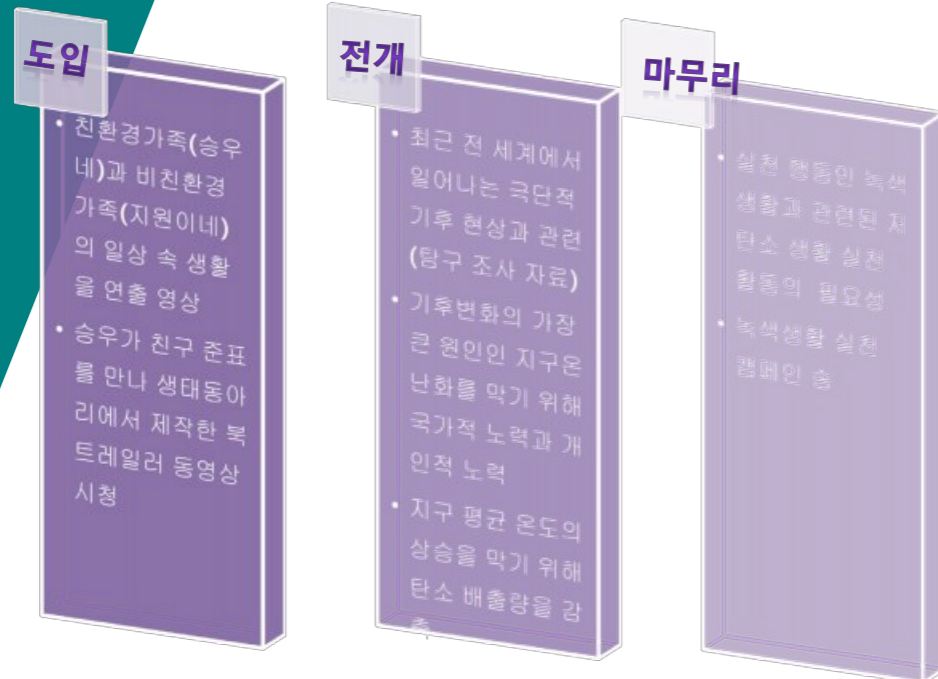 도입
• 친환경가족(승우
네)과 비친환경
가족(지원이네)
의 일상 속 생활
을 연출 영상
• 승우가 친구 준표
를 만나 생태동아
리에서 제작한 북
트레일러 동영상
시청
전개
• 최근 전 세계에서
일어나는 극단적
기후 현상과 관련
(탐구 조사 자료)
• 기후변화의 가장
큰 원인인 지구온
난화를 막기 위해
국가적 노력과 개
인적 노력
• 지구 평균 온도의
상승을 막기 위해
탄소 배출량을 감
축
마무리
• 실천 행동인 녹색
생활과 관련된 저
탄소 생활 실천
활동의 필요성
• 녹색생활 실천
캠페인 송